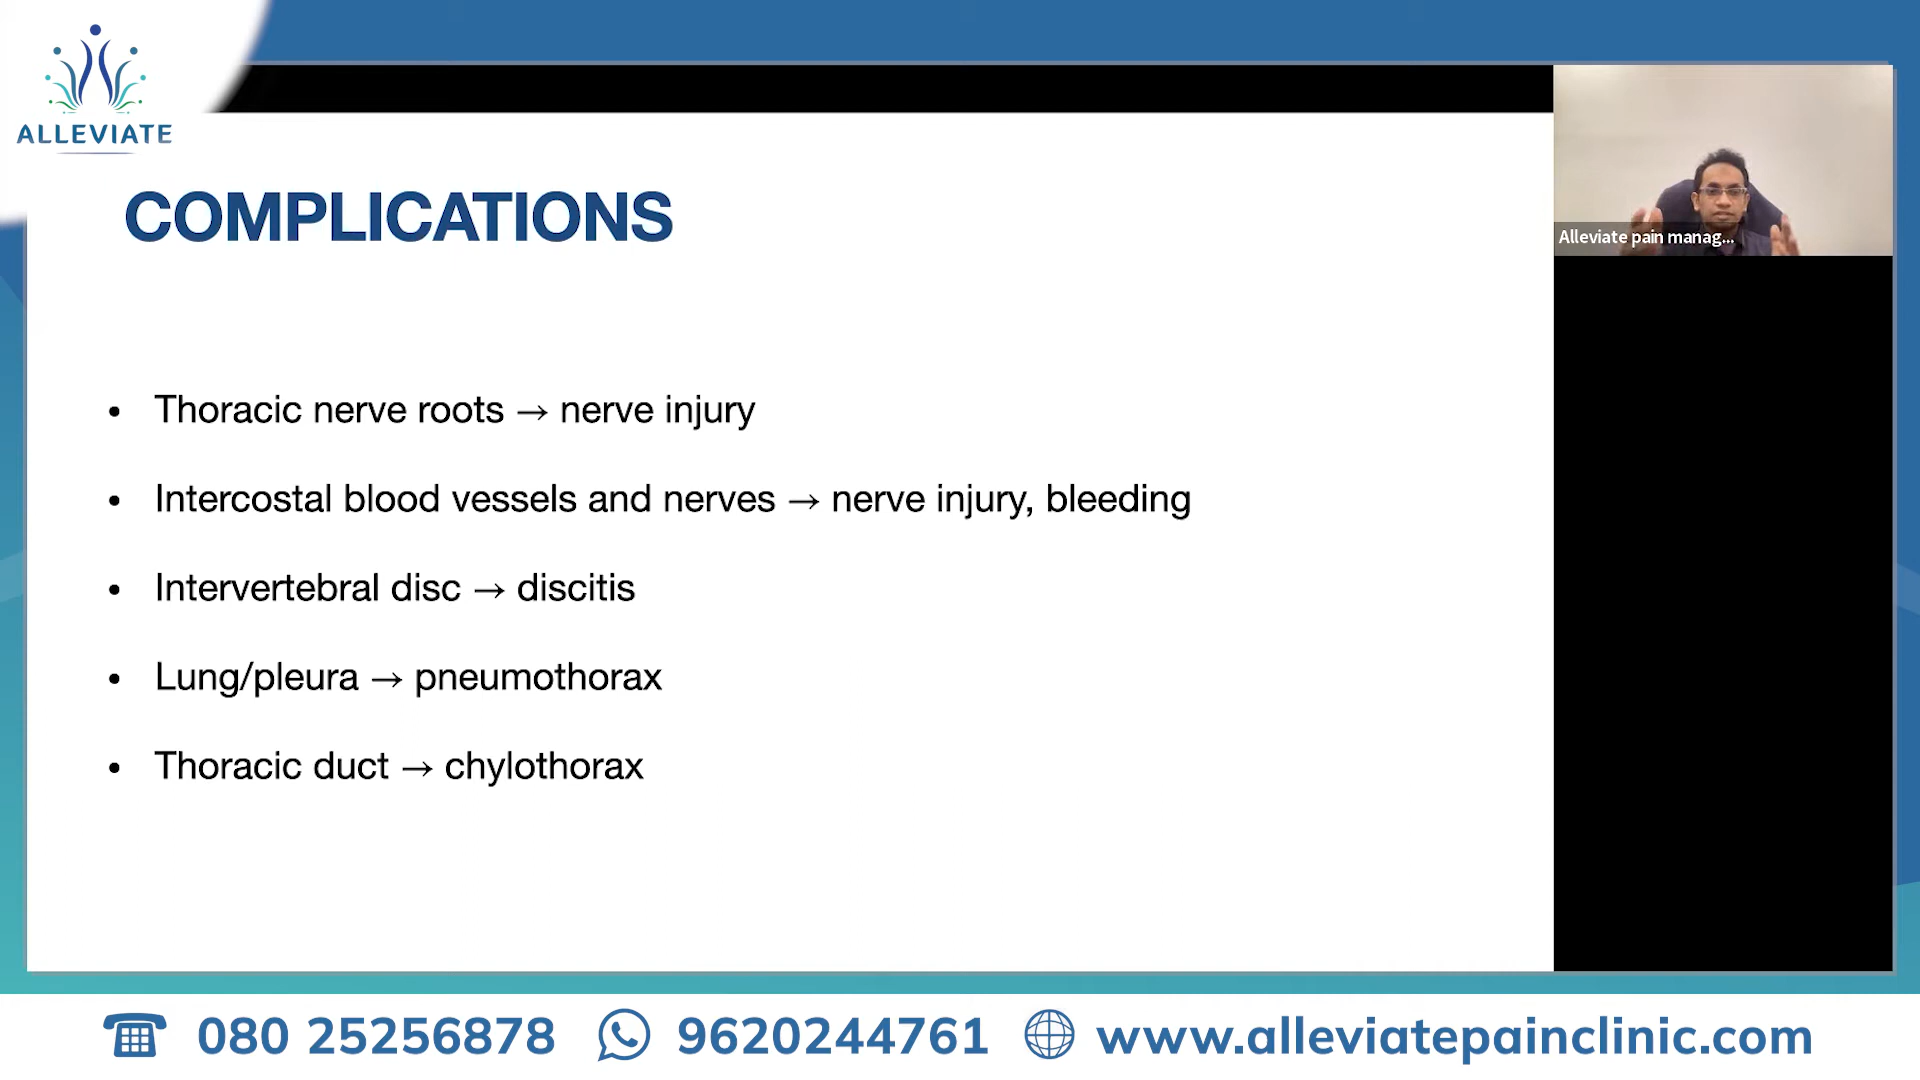 ALLEVIATE
Alleviate pain manag...
COMPLICATIONS
• Thoracic nerve roots → nerve injury
• Intercostal blood vessels and nerves → nerve injury, bleeding
• Intervertebral disc → discitis
• Lung/pleura → pneumothorax
• Thoracic duct → chylothorax
080 25256878 9620244761 www.alleviatepainclinic.com